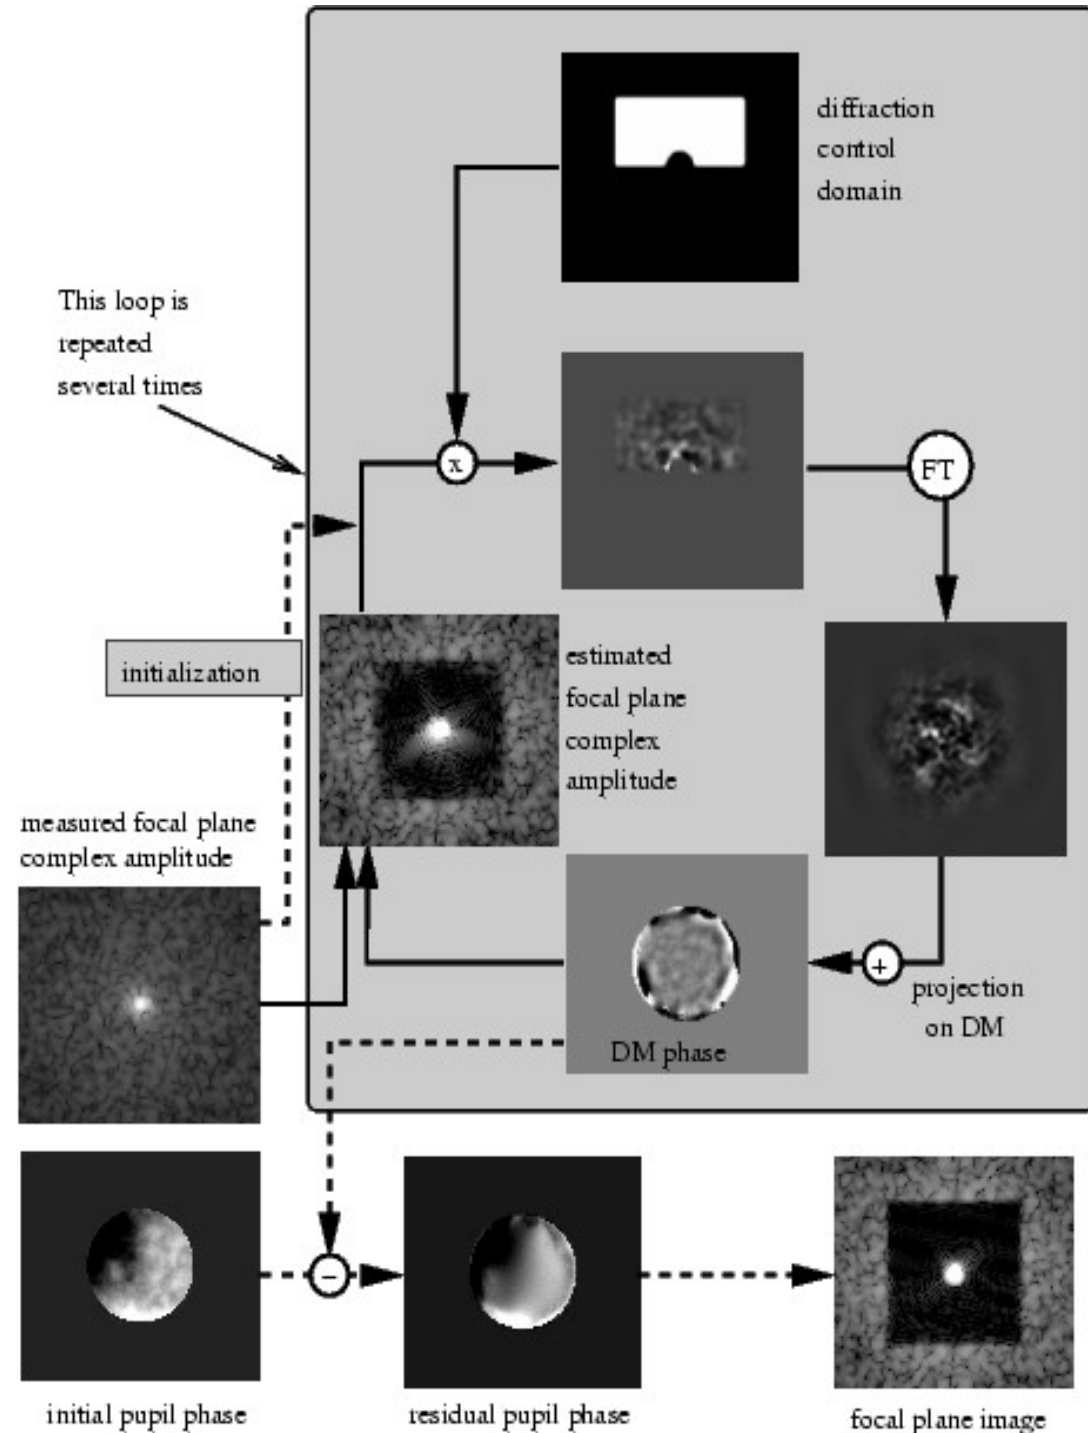 diffraction
control
domain
This loop is
repeated
several times
x
FT
initialization
estimated
focal plane
complex
amplitude
measured focal plane
complex amplitude
+
projection
on DM
DM phase
−
initial pupil phase
residual pupil phase
focal plane image